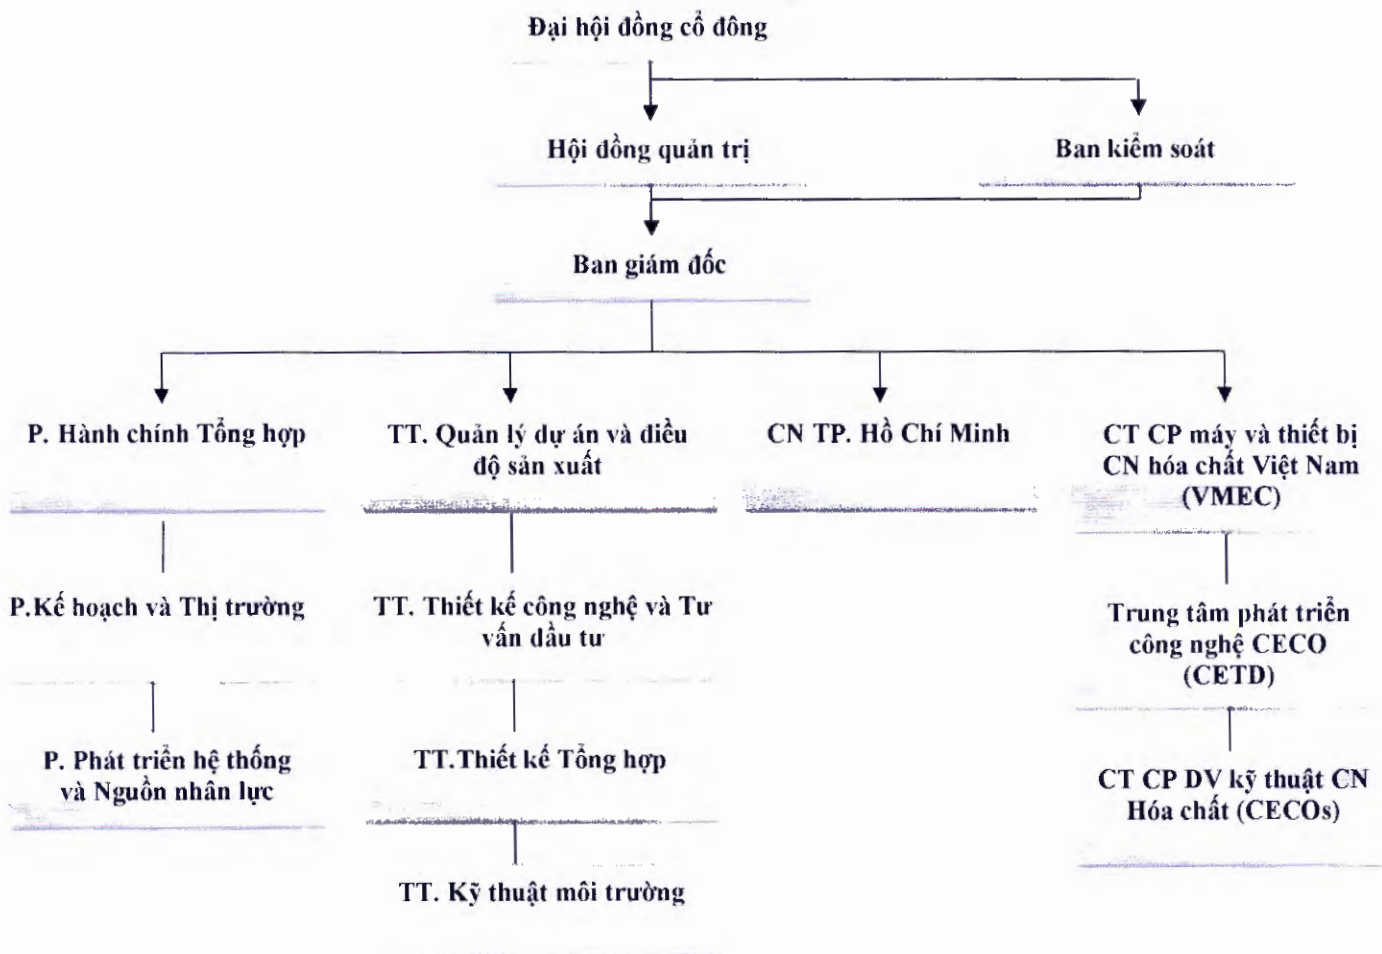 Đại hội đồng cổ đông
Hội đồng quản trị
Ban kiểm soát
Ban giám đốc
P. Hành chính Tổng hợp
TT. Quản lý dự án và điều
độ sản xuất
CN TP. Hồ Chí Minh
CT CP máy và thiết bị
CN hóa chất Việt Nam
(VMEC)
P.Kế hoạch và Thị trường
TT. Thiết kế công nghệ và Tư
vấn đầu tư
Trung tâm phát triển
công nghệ CECO
(CETD)
P. Phát triển hệ thống
và Nguồn nhân lực
TT.Thiết kế Tổng hợp
CT CP DV kỹ thuật CN
Hóa chất (CECOs)
TT. Kỹ thuật môi trường